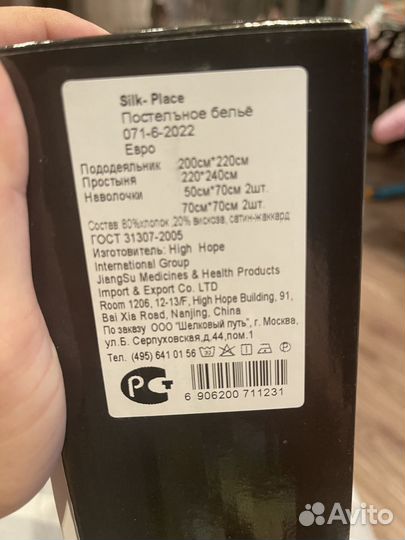 Silk- Place
Постельное бельё
071-6-2022
Евро
Пододеяльник 200см*220см
Простыня 220*240см
Наволочки 50см*70см 2шт.
70см*70см 2шт.
Состав: 80%хлопок ,20% вискоза, сатин-жаккард
ГОСТ 31307-2005
Изготовитель: High Hope
International Group
JiangSu Medicines & Health Products
Import & Export Co. LTD
Room 1206, 12-13/F, High Hope Building, 91,
Bai Xia Road, Nanjing, China
По заказу ООО "Шелковый путь", г. Москва,
ул.Б. Серпуховская,д.44,пом.1
Тел. (495) 641 01 56
РСТ
6 906200 711231
Avito